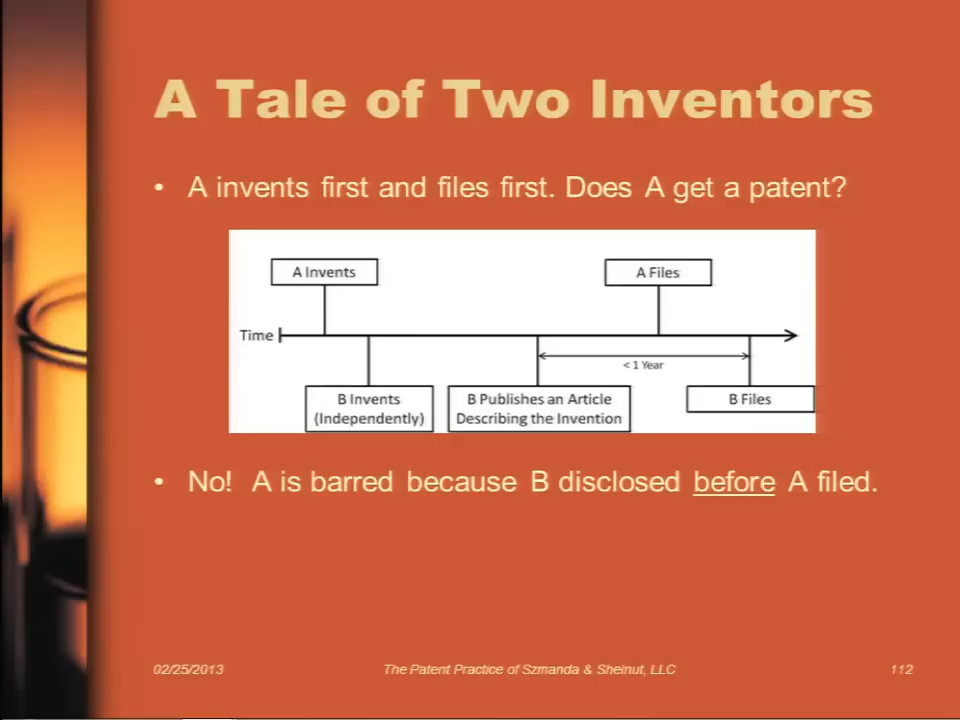 A Tale of Two Inventors
• A invents first and files first. Does A get a patent?
A Invents
A Files
Time
< 1 Year
B Invents
(Independently)
B Publishes an Article
Describing the Invention
B Files
• No! A is barred because B disclosed before A filed.
02/25/2013
The Patent Practice of Szmanda & Shelnut, LLC
112